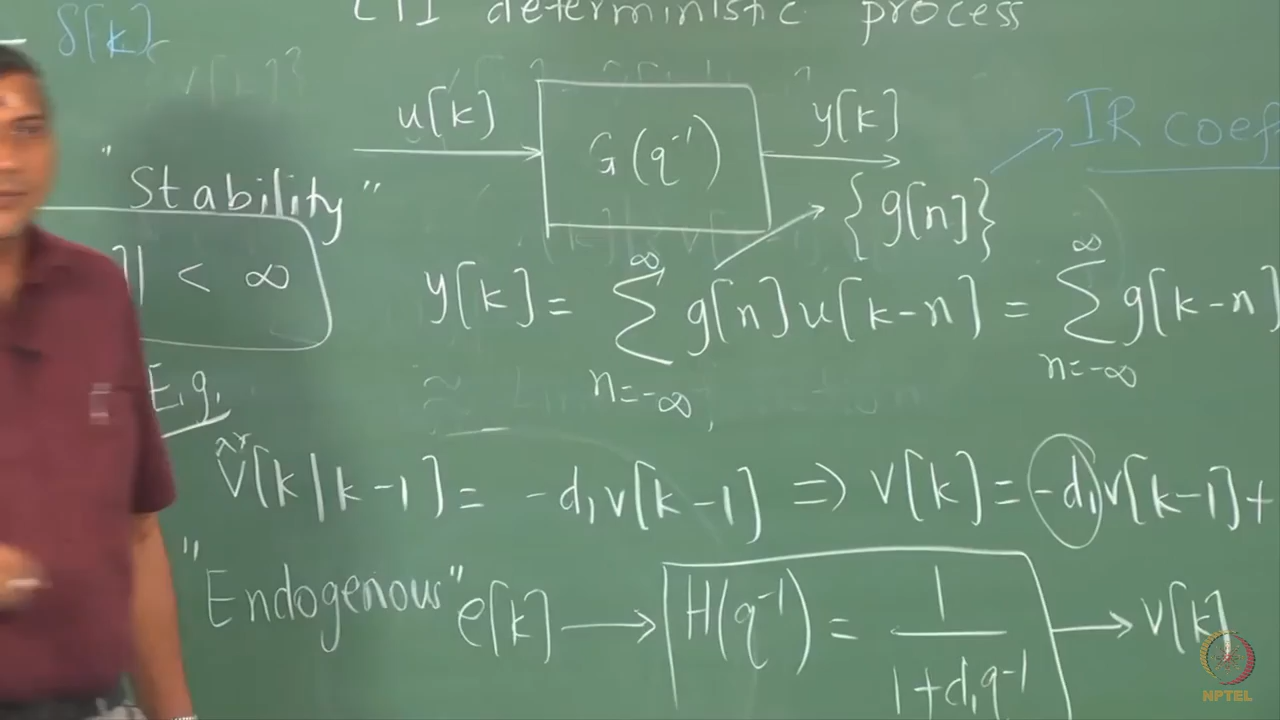 δ[k]
LTI deterministic process
u[k]
G(q⁻¹)
y[k]
{g[n]}
IR coef
"Stability"
]| < ∞
y[k] = ∑_{n=-∞}^{∞} g[n]u[k-n] = ∑_{n=-∞}^{∞} g[k-n]
E.g.
v̂[k|k-1] = -d₁v[k-1] ⇒ v[k] = -d₁v[k-1]+
"Endogenous" e[k] → H(q⁻¹) = 1/(1+d₁q⁻¹) → v[k]
NPTEL